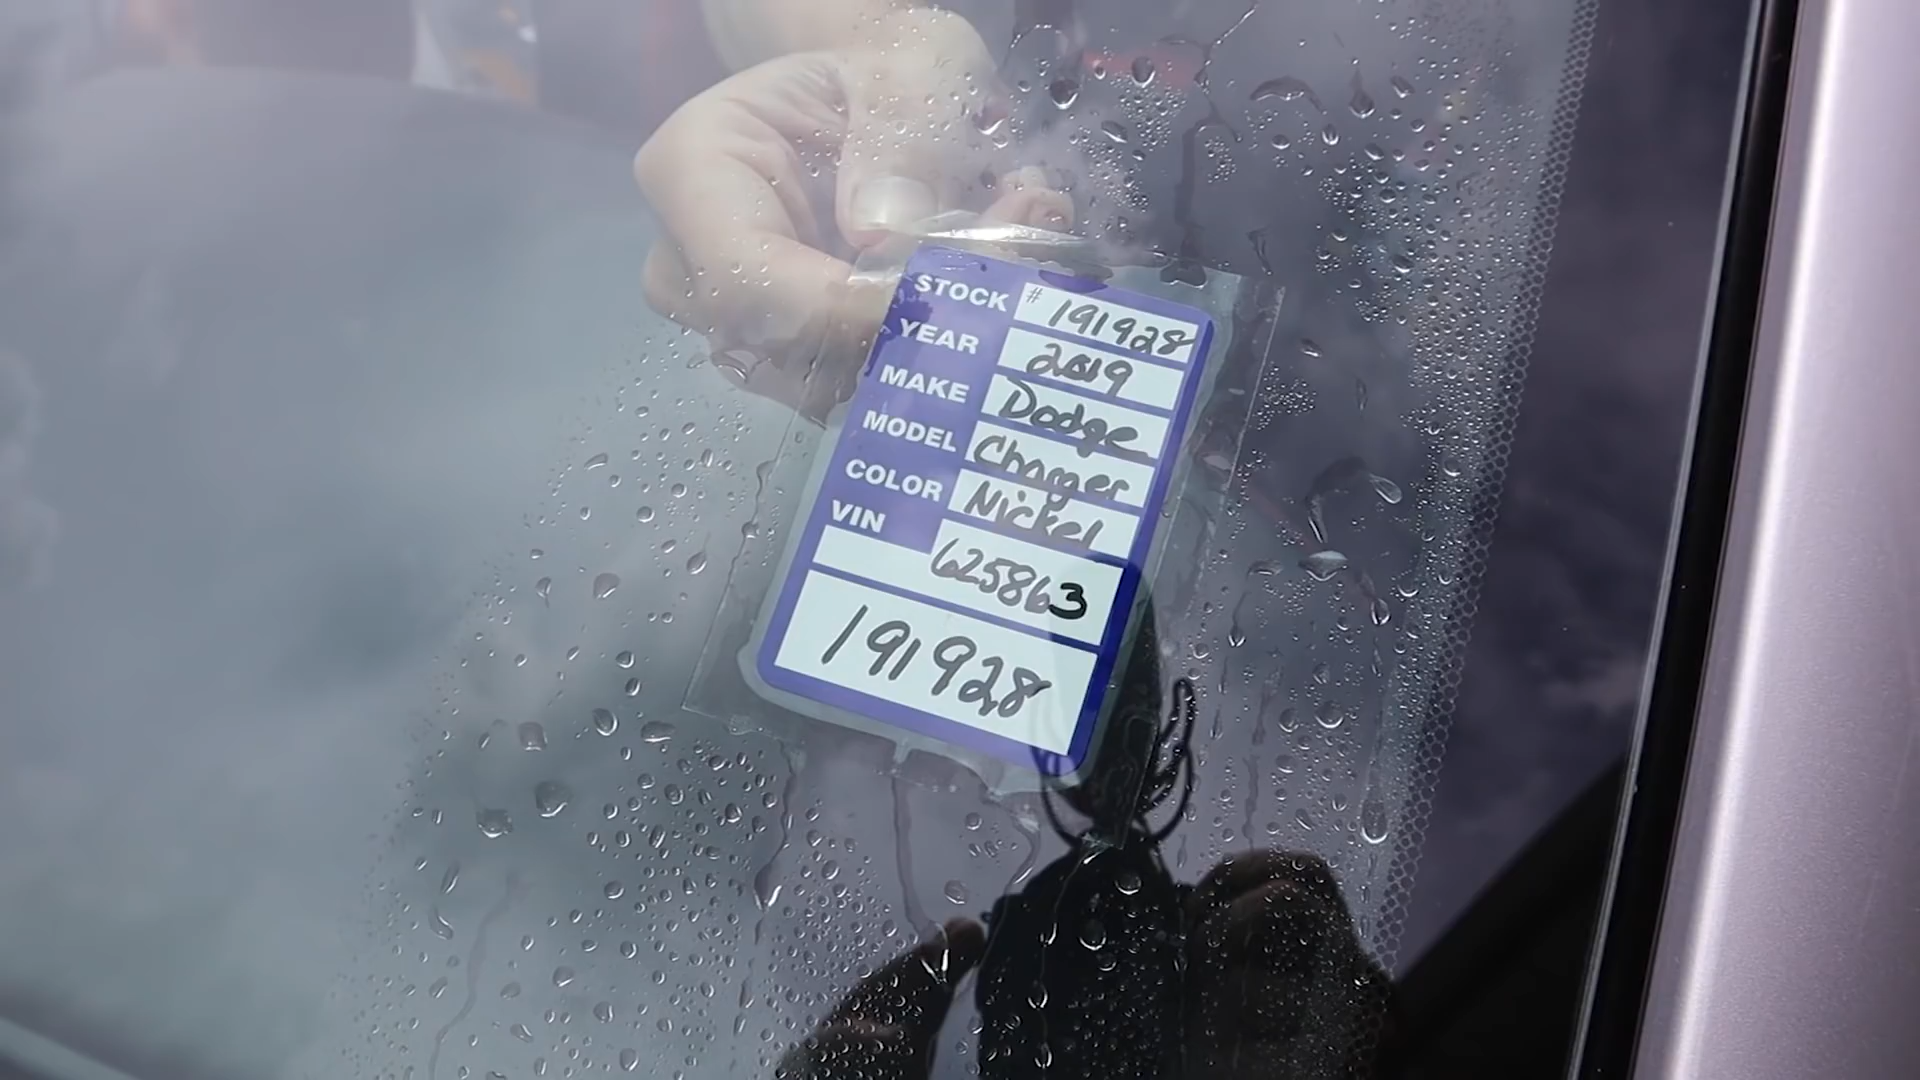 STOCK # 191928
YEAR 2019
MAKE Dodge
MODEL Charger
COLOR Nickel
VIN
625863
191928